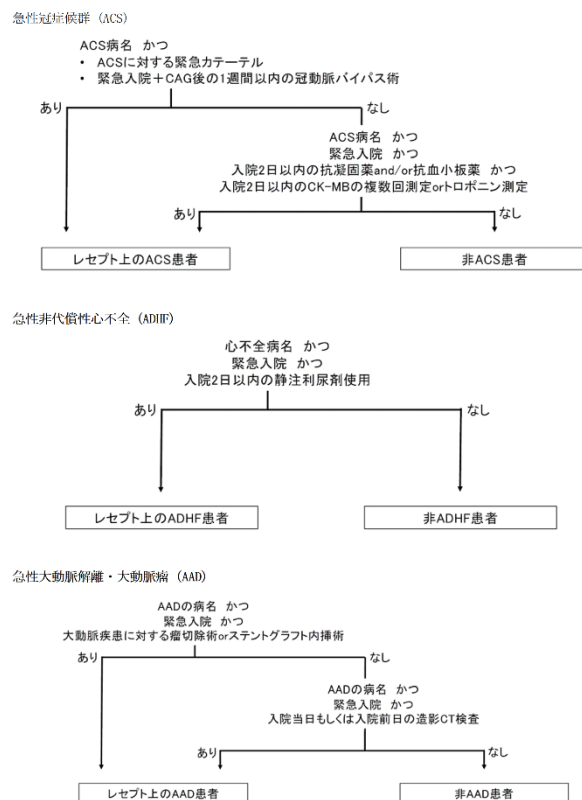 急性冠症候群 (ACS)
ACS病名 かつ
• ACSに対する緊急カテーテル
• 緊急入院＋CAG後の1週間以内の冠動脈バイパス術
あり
なし
ACS病名 かつ
緊急入院 かつ
入院2日以内の抗凝固薬and/or抗血小板薬 かつ
入院2日以内のCK-MBの複数回測定orトロポニン測定
あり
なし
レセプト上のACS患者
非ACS患者
急性非代償性心不全 (ADHF)
心不全病名 かつ
緊急入院 かつ
入院2日以内の静注利尿剤使用
あり
なし
レセプト上のADHF患者
非ADHF患者
急性大動脈解離・大動脈瘤 (AAD)
AADの病名 かつ
緊急入院 かつ
大動脈疾患に対する瘤切除術orステントグラフト内挿術
あり
なし
AADの病名 かつ
緊急入院 かつ
入院当日もしくは入院前日の造影CT検査
あり
なし
レセプト上のAAD患者
非AAD患者